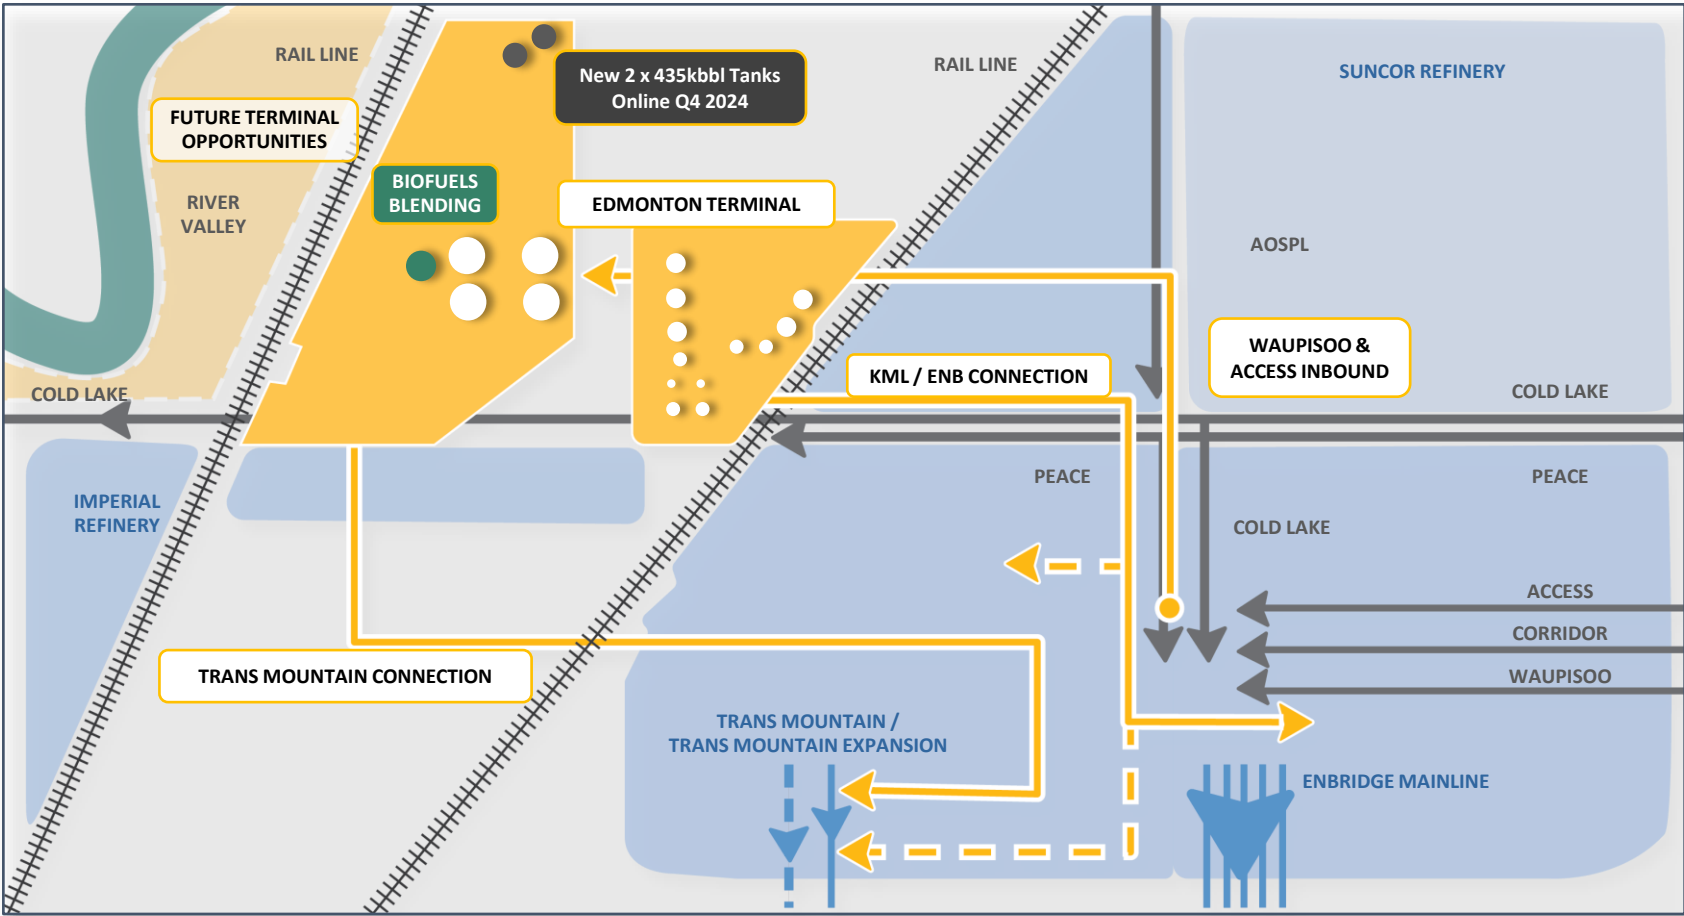 RAIL LINE
New 2 x 435kbbl Tanks
Online Q4 2024
RAIL LINE
SUNCOR REFINERY
FUTURE TERMINAL
OPPORTUNITIES
BIOFUELS
BLENDING
EDMONTON TERMINAL
RIVER
VALLEY
AOSPL
WAUPISOO &
ACCESS INBOUND
KML / ENB CONNECTION
COLD LAKE
COLD LAKE
PEACE
PEACE
IMPERIAL
REFINERY
COLD LAKE
ACCESS
CORRIDOR
WAUPISOO
TRANS MOUNTAIN CONNECTION
TRANS MOUNTAIN /
TRANS MOUNTAIN EXPANSION
ENBRIDGE MAINLINE